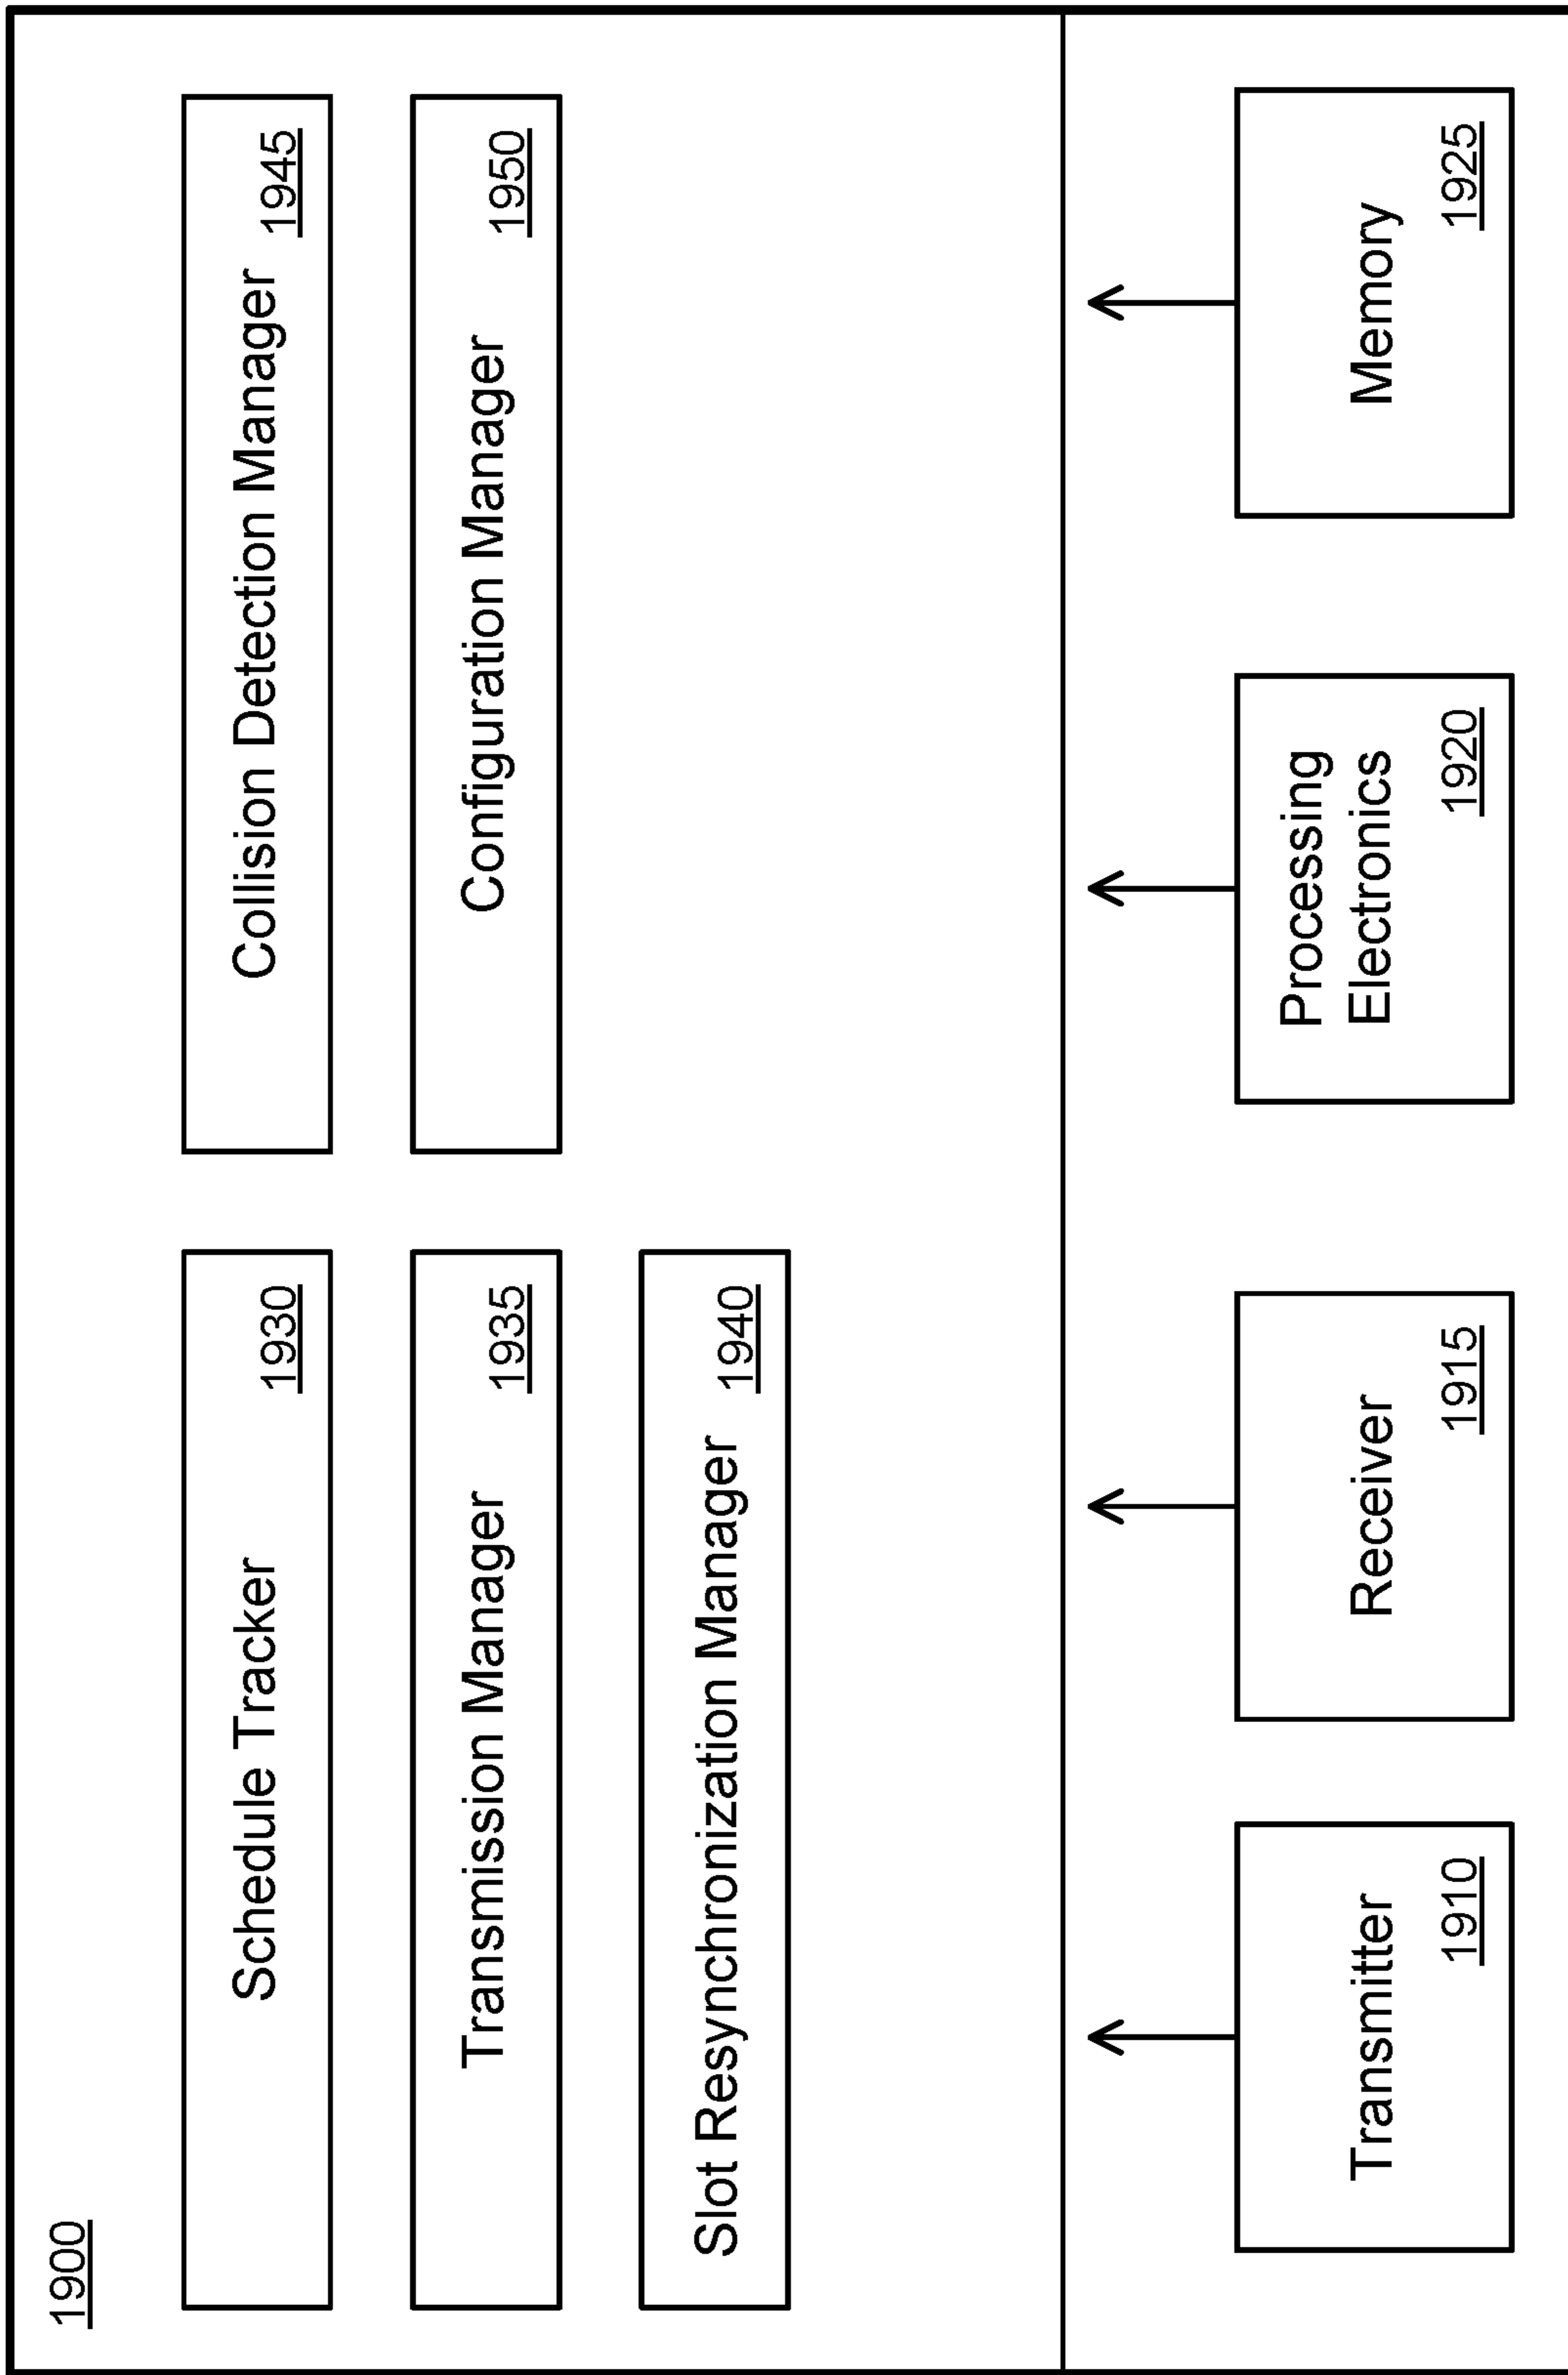 1900
Schedule Tracker
1930
Transmission Manager
1935
Slot Resynchronization Manager
1940
Collision Detection Manager
1945
Configuration Manager
1950
Transmitter
1910
Receiver
1915
Processing
Electronics
1920
Memory
1925